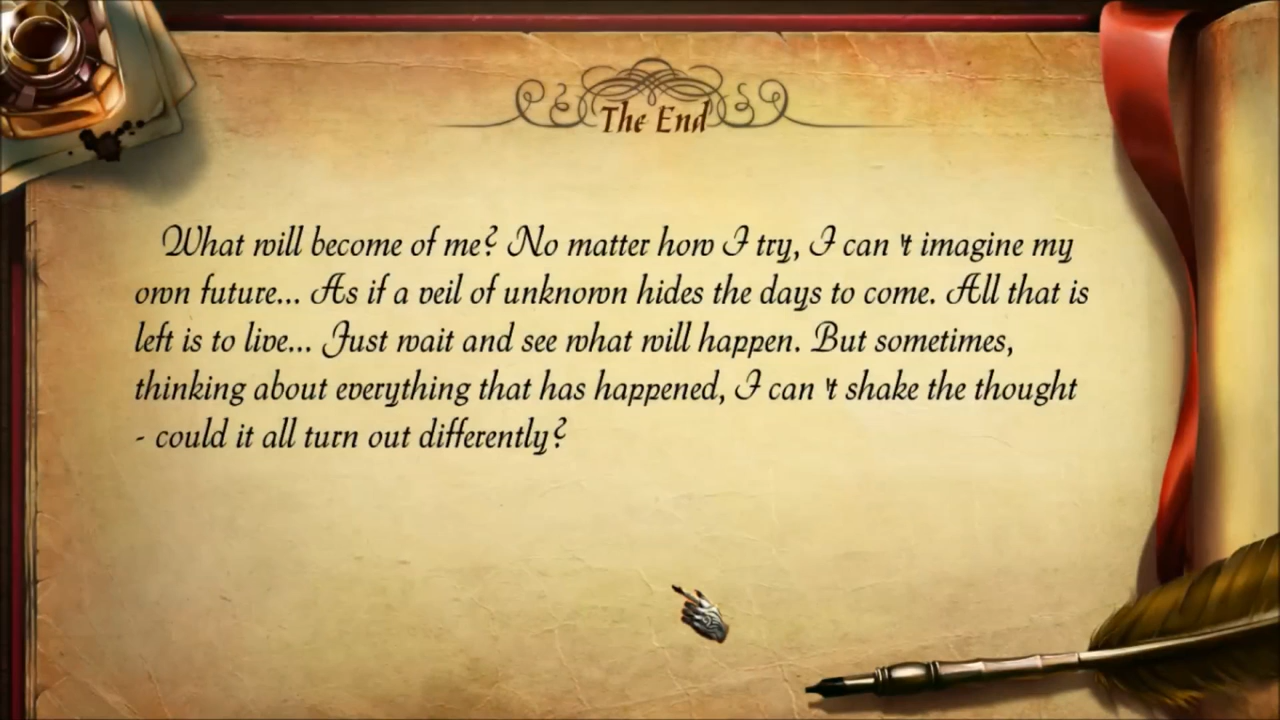 The End
What will become of me? No matter how I try, I can't imagine my
own future... As if a veil of unknown hides the days to come. All that is
left is to live... Just wait and see what will happen. But sometimes,
thinking about everything that has happened, I can't shake the thought
- could it all turn out differently?